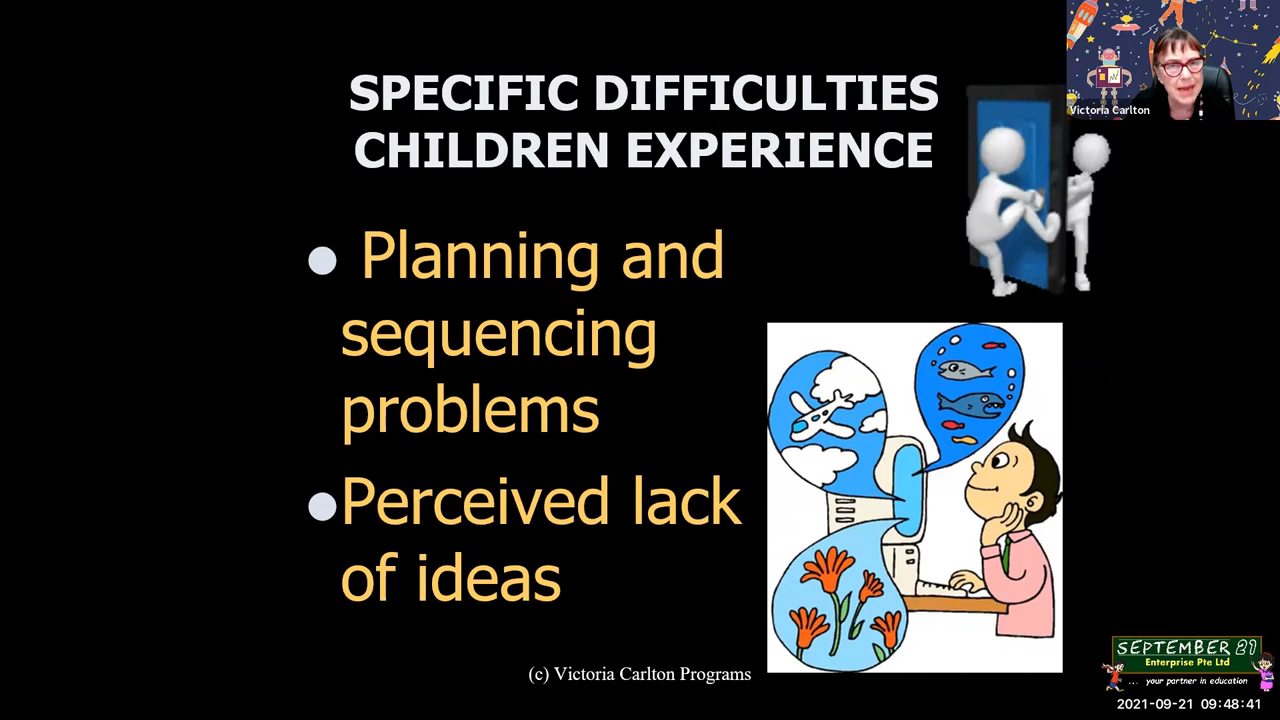 SPECIFIC DIFFICULTIES
CHILDREN EXPERIENCE
Victoria Carlton
● Planning and
sequencing
problems
●Perceived lack
of ideas
(c) Victoria Carlton Programs
SEPTEMBER 21
Enterprise Pte Ltd
... your partner in education
2021-09-21 09:48:41